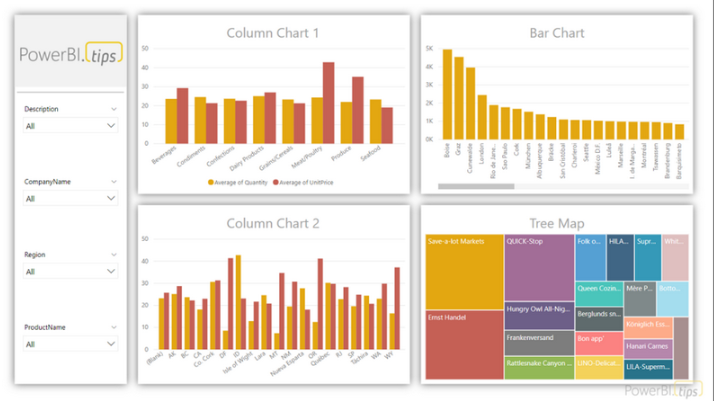 PowerBI.tips
Description
All
CompanyName
All
Region
All
ProductName
All
Column Chart 1
50
40
30
20
10
0
Beverages
Condiments
Confections
Dairy Products
Grains/Cereals
Meat/Poultry
Produce
Seafood
Average of Quantity Average of UnitPrice
Bar Chart
5K
4K
3K
2K
1K
0K
Boise
Graz
Cunewalde
London
Rio de Jane...
Sao Paulo
Cork
München
Albuquerque
Bräcke
San Cristóbal
Charleroi
Seattle
México D.F.
Luleå
Marseille
I. de Marga...
Montréal
Brandenburg
Barquisimeto
Column Chart 2
50
40
30
20
10
0
(Blank)
AK
BC
CA
Co. Cork
DF
ID
Isle of Wight
Lara
MT
NM
Nueva Esparta
OR
Québec
RJ
SP
Táchira
WA
WY
Tree Map
Save-a-lot Markets
Ernst Handel
QUICK-Stop
Hungry Owl All-Nig...
Frankenversand
Rattlesnake Canyon ...
Folk o...
HILA...
Supr...
Whit...
Queen Cozin...
Mère P...
Botto...
Berglunds sn...
Königlich Ess...
Bon app'
Hanari Carnes
LINO-Delicat...
LILA-Superm...
PowerBI.tips